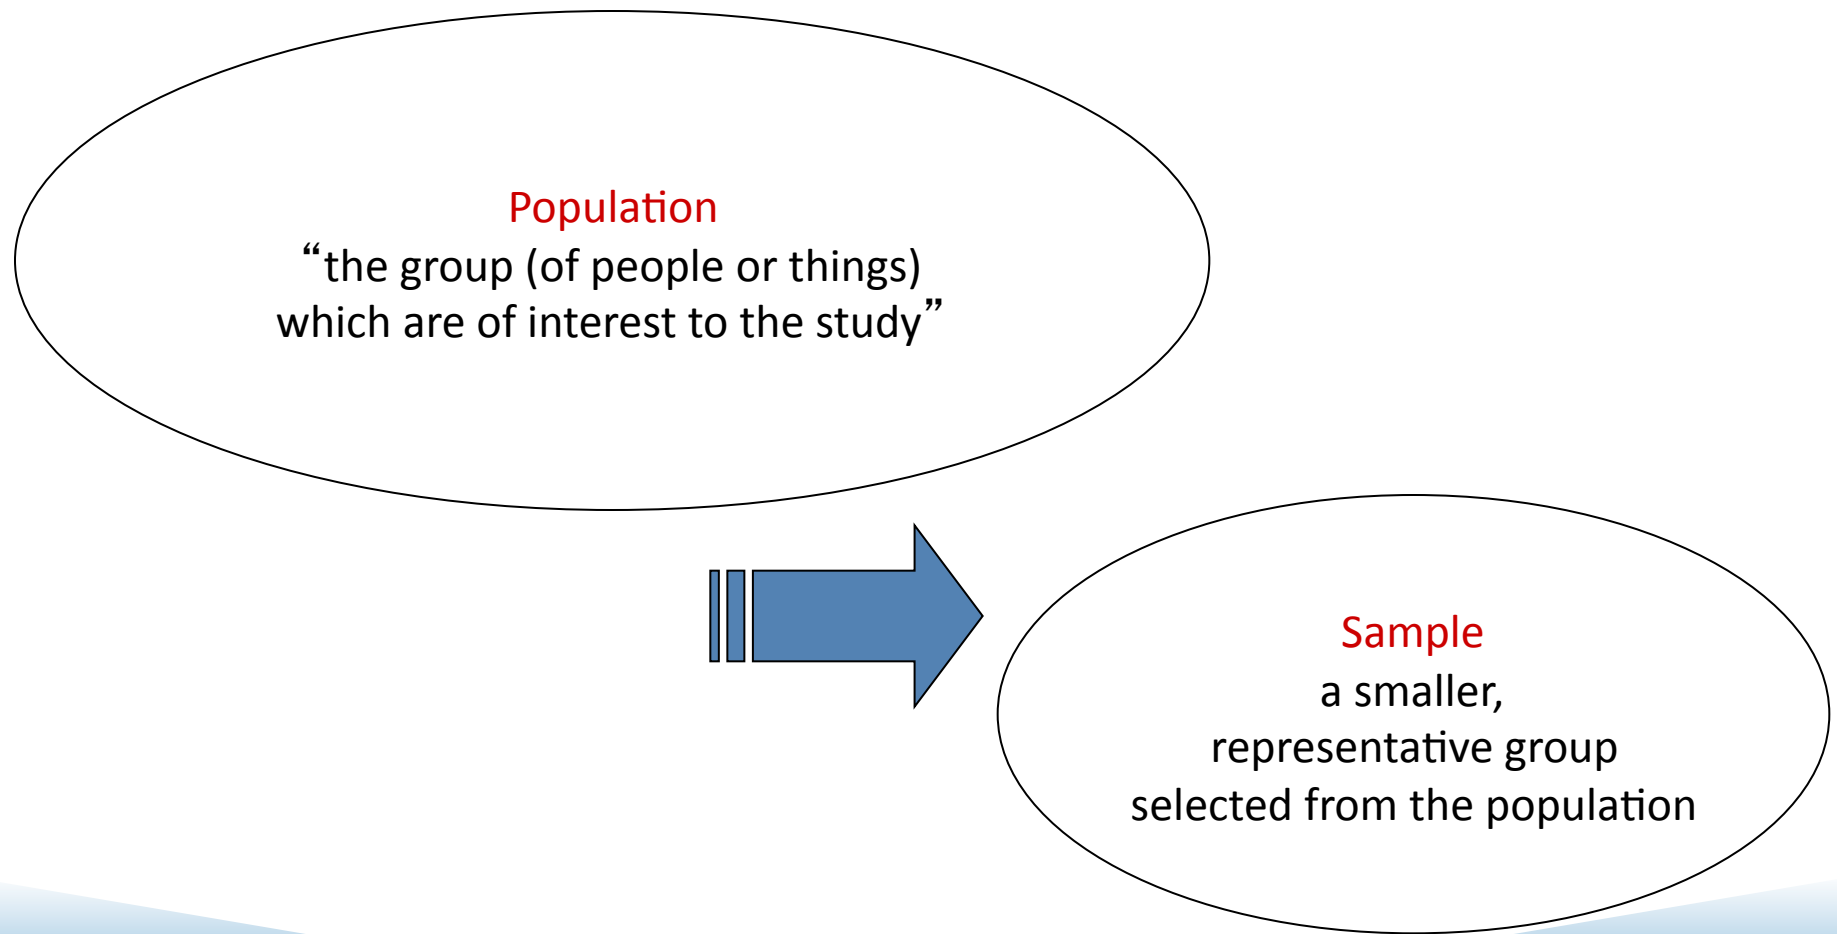 Population
“the group (of people or things)
which are of interest to the study”
Sample
a smaller,
representative group
selected from the population